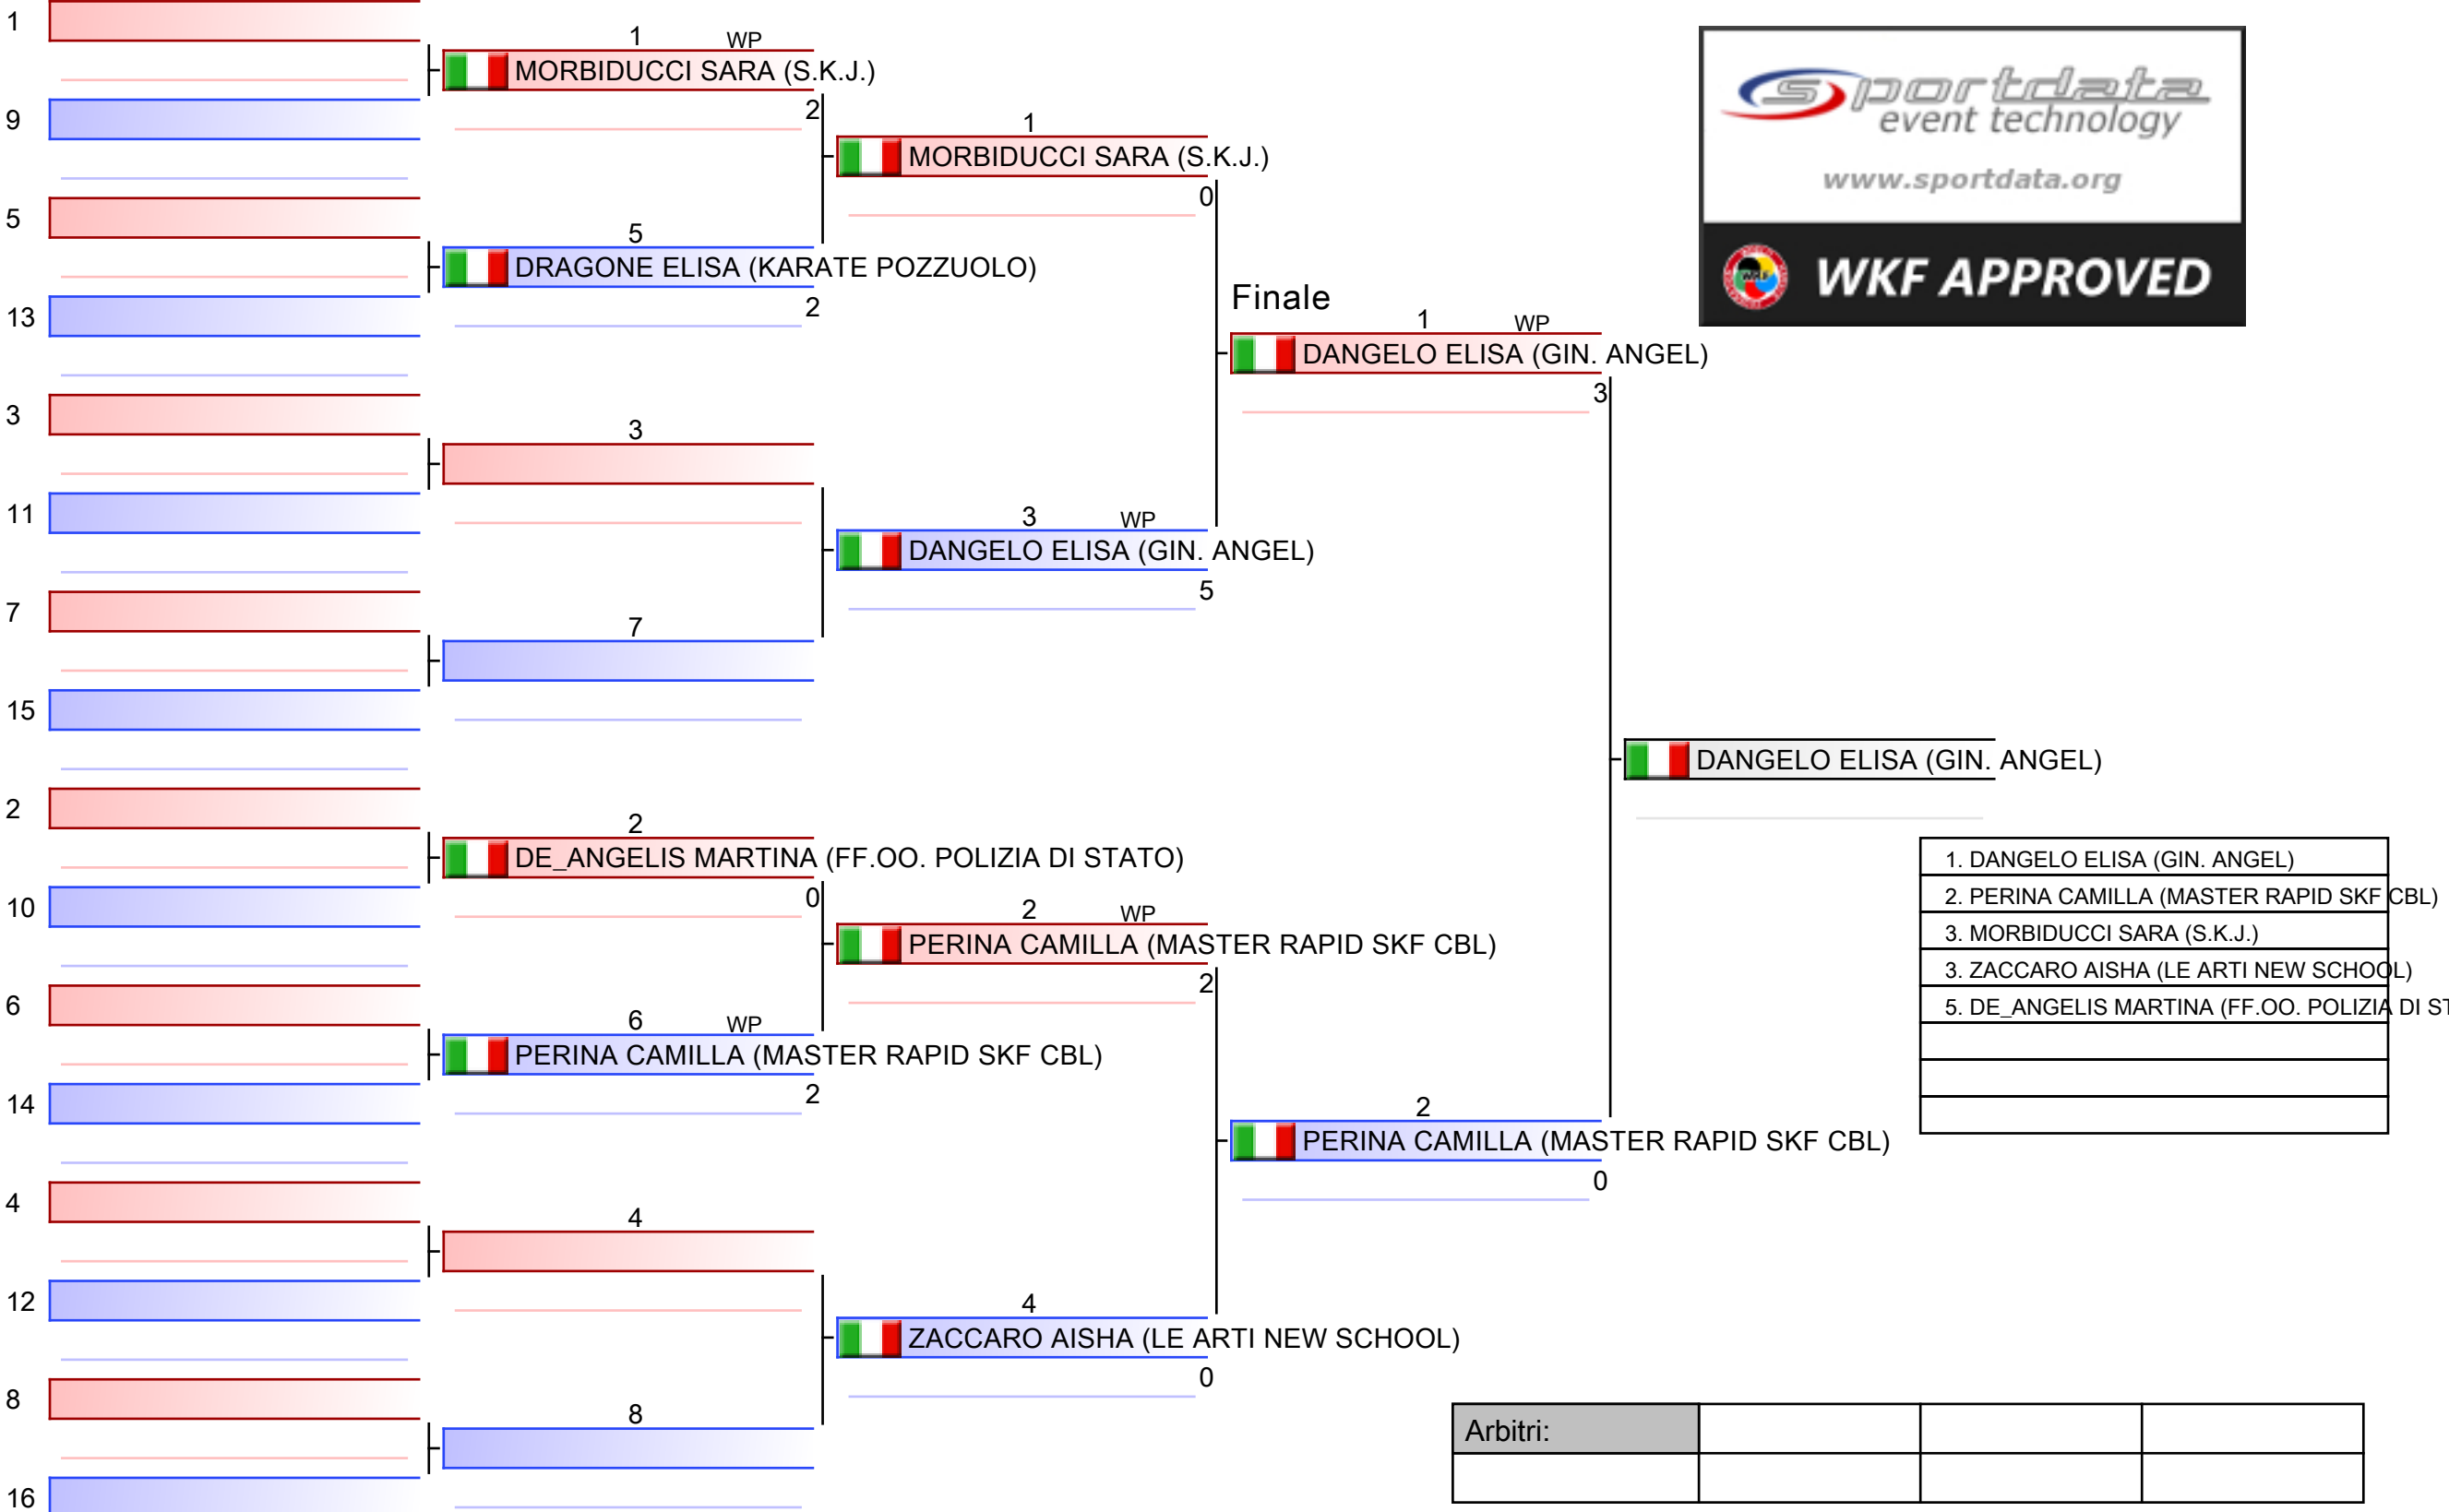 1
1 WP
MORBIDUCCI SARA (S.K.J.)
2
9
1
MORBIDUCCI SARA (S.K.J.)
0
5
5
DRAGONE ELISA (KARATE POZZUOLO)
2
13
Finale
1 WP
DANGELO ELISA (GIN. ANGEL)
3
3
3
11
3 WP
DANGELO ELISA (GIN. ANGEL)
5
7
7
15
DANGELO ELISA (GIN. ANGEL)
2
2
DE_ANGELIS MARTINA (FF.OO. POLIZIA DI STATO)
0
10
2 WP
PERINA CAMILLA (MASTER RAPID SKF CBL)
2
6
6 WP
PERINA CAMILLA (MASTER RAPID SKF CBL)
2
14
2
PERINA CAMILLA (MASTER RAPID SKF CBL)
0
4
4
12
4
ZACCARO AISHA (LE ARTI NEW SCHOOL)
0
8
8
16
sportdata
event technology
www.sportdata.org
WKF
WKF APPROVED
1. DANGELO ELISA (GIN. ANGEL)
2. PERINA CAMILLA (MASTER RAPID SKF CBL)
3. MORBIDUCCI SARA (S.K.J.)
3. ZACCARO AISHA (LE ARTI NEW SCHOOL)
5. DE_ANGELIS MARTINA (FF.OO. POLIZIA DI ST
Arbitri: